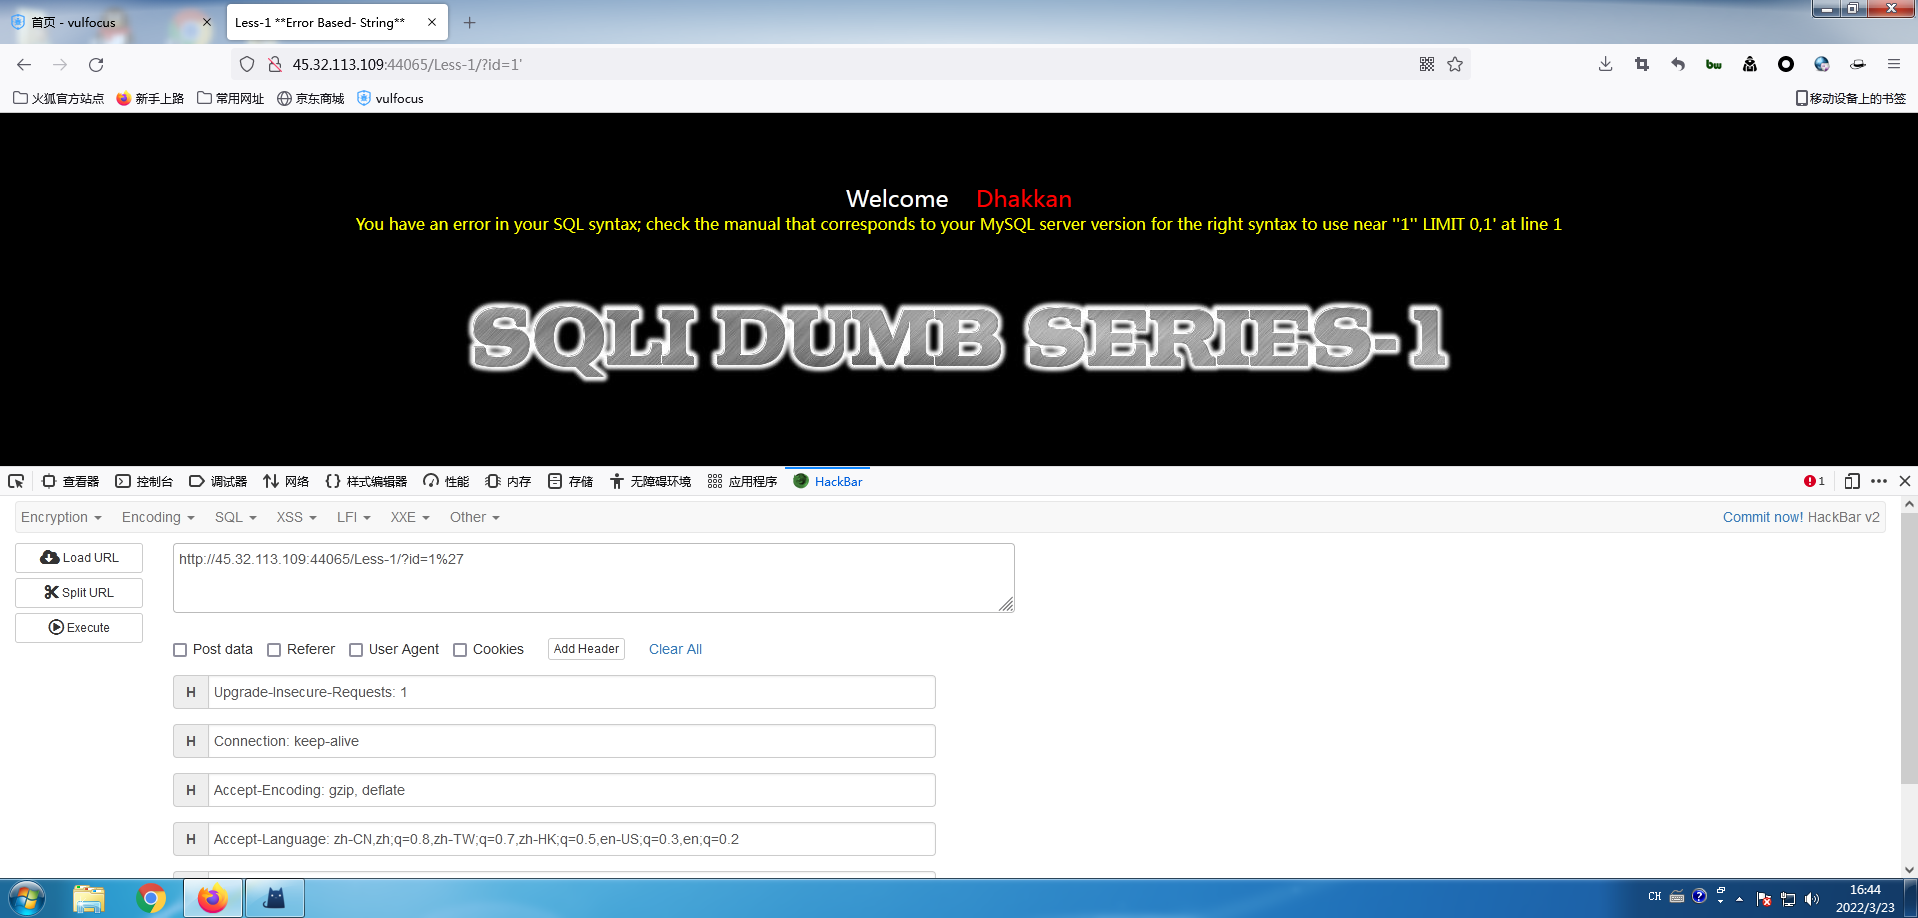 首页 - vulfocus
Less-1 **Error Based- String**
45.32.113.109:44065/Less-1/?id=1'
火狐官方站点 新手上路 常用网址 京东商城 vulfocus 移动设备上的书签
Welcome Dhakkan
You have an error in your SQL syntax; check the manual that corresponds to your MySQL server version for the right syntax to use near ''1'' LIMIT 0,1' at line 1
SQLI DUMB SERIES-1
查看器 控制台 调试器 网络 样式编辑器 性能 内存 存储 无障碍环境 应用程序 HackBar 1
Encryption Encoding SQL XSS LFI XXE Other Commit now! HackBar v2
Load URL http://45.32.113.109:44065/Less-1/?id=1%27
Split URL
Execute
Post data Referer User Agent Cookies Add Header Clear All
H Upgrade-Insecure-Requests: 1
H Connection: keep-alive
H Accept-Encoding: gzip, deflate
H Accept-Language: zh-CN,zh;q=0.8,zh-TW;q=0.7,zh-HK;q=0.5,en-US;q=0.3,en;q=0.2
CH 16:44
2022/3/23